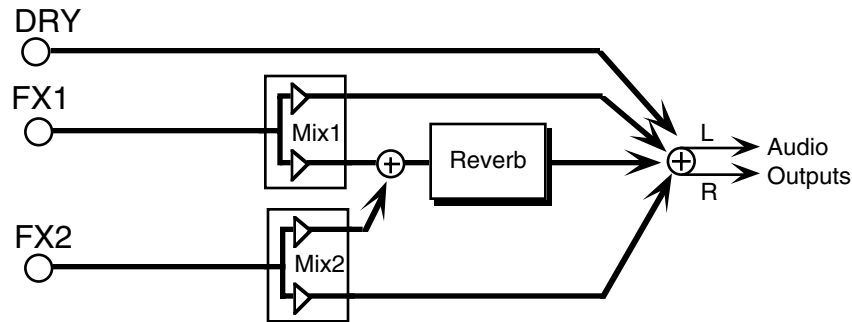 DRY
FX1
Mix1
Reverb
L
Audio
Outputs
R
FX2
Mix2